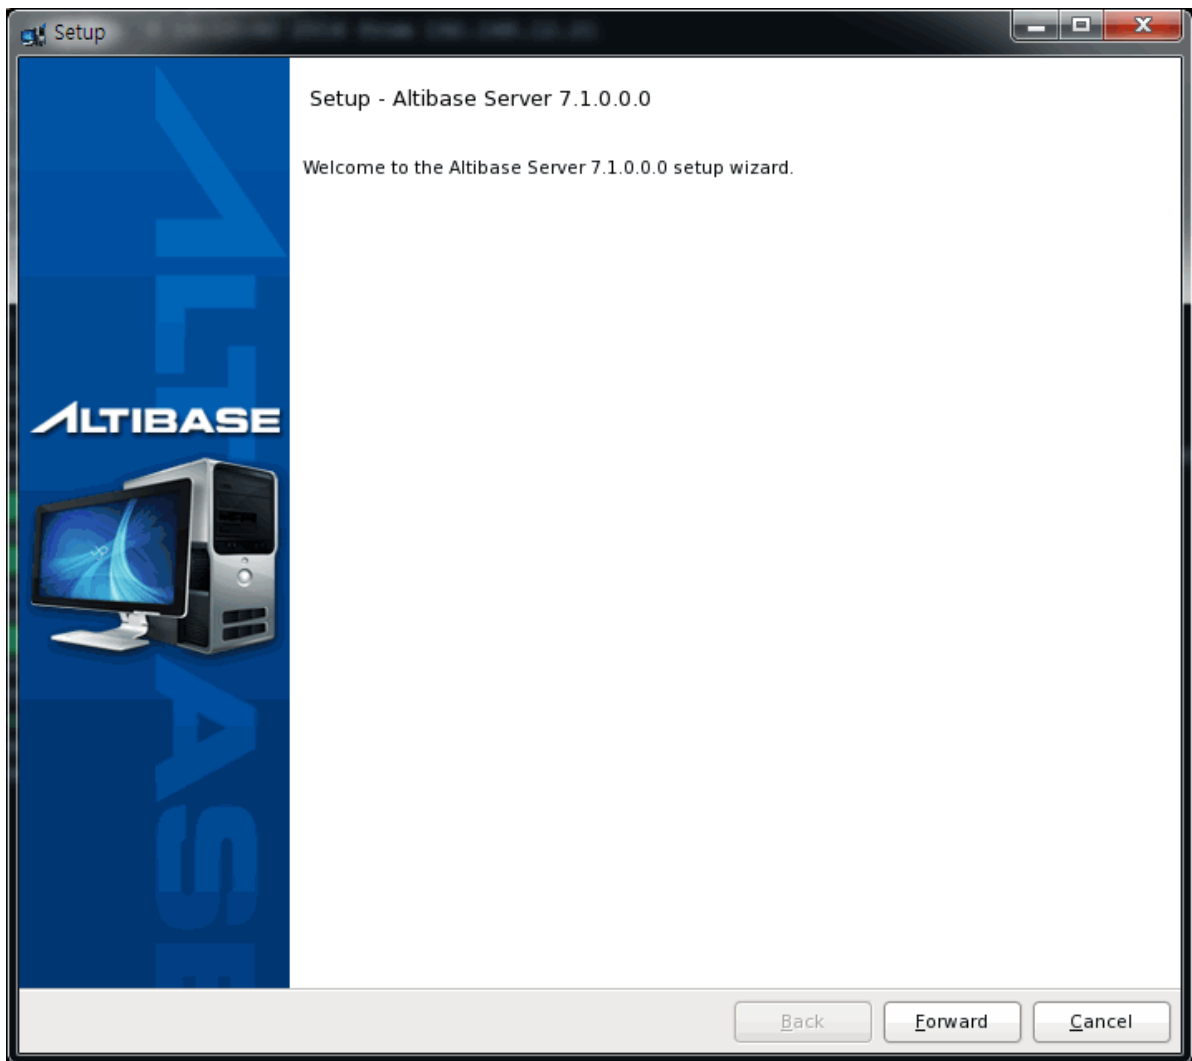 Setup
Setup - Altibase Server 7.1.0.0.0
Welcome to the Altibase Server 7.1.0.0.0 setup wizard.
ALTIBASE
ALTIBASE
Back
Forward
Cancel